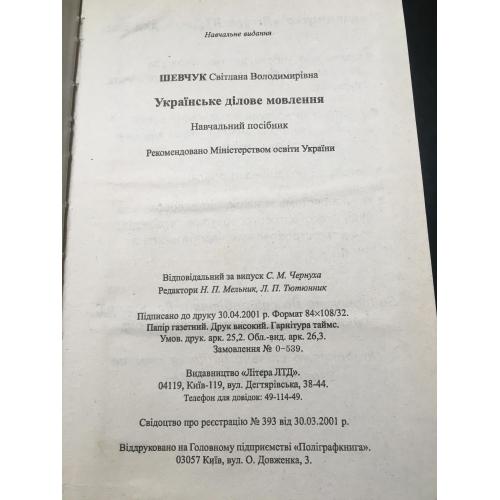 Навчальне видання
ШЕВЧУК Світлана Володимирівна
Українське ділове мовлення
Навчальний посібник
Рекомендовано Міністерством освіти України
Відповідальний за випуск С. М. Чернуха
Редактори Н. П. Мельник, Л. П. Тютюнник
Підписано до друку 30.04.2001 р. Формат 84×108/32.
Папір газетний. Друк високий. Гарнітура таймс.
Умов. друк. арк. 25,2. Обл.-вид. арк. 26,3.
Замовлення № 0-539.
Видавництво «Літера ЛТД».
04119, Київ-119, вул. Дегтярівська, 38-44.
Телефон для довідок: 49-114-49.
Свідоцтво про реєстрацію № 393 від 30.03.2001 р.
Віддруковано на Головному підприємстві «Поліграфкнига».
03057 Київ, вул. О. Довженка, 3.